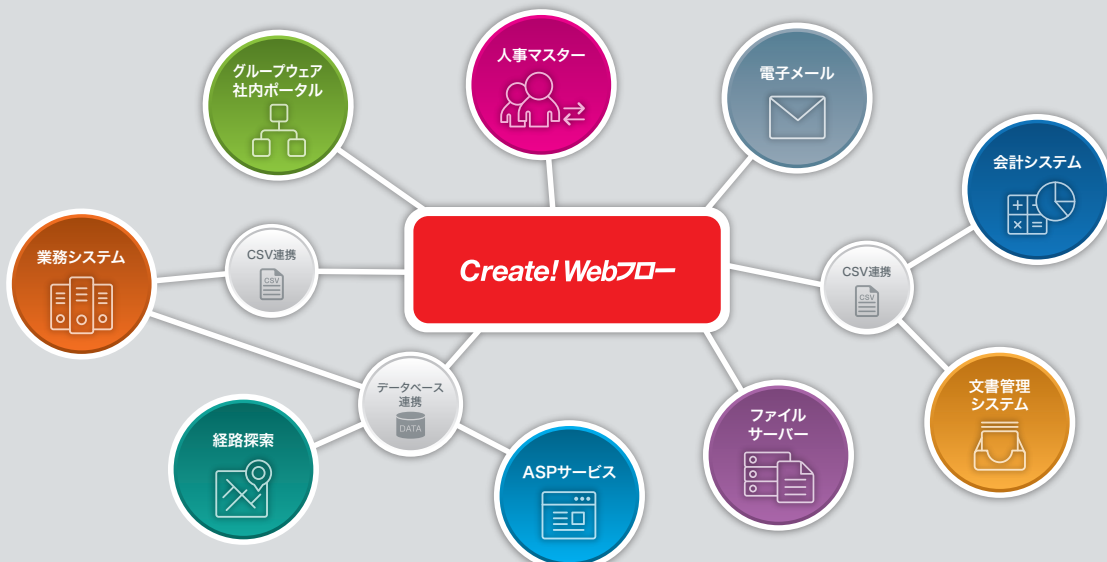 グループウェア
社内ポータル
人事マスター
電子メール
会計システム
業務システム
CSV連携
CSV
Create! Webフロー
CSV連携
CSV
データベース
連携
DATA
経路探索
ASPサービス
ファイル
サーバー
文書管理
システム